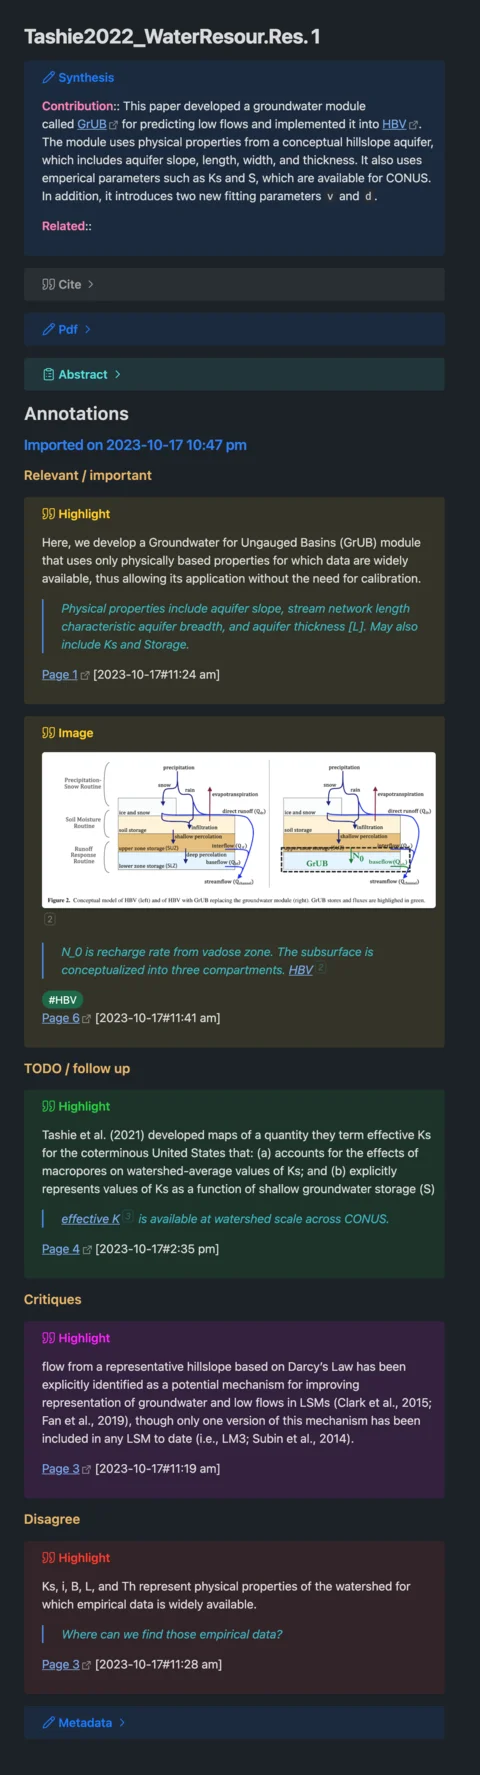 Tashie2022_WaterResour.Res. 1
Synthesis
Contribution:: This paper developed a groundwater module
called GrUB for predicting low flows and implemented it into HBV.
The module uses physical properties from a conceptual hillslope aquifer,
which includes aquifer slope, length, width, and thickness. It also uses
emperical parameters such as Ks and S, which are available for CONUS.
In addition, it introduces two new fitting parameters v and d.
Related::
Cite >
Pdf >
Abstract >
Annotations
Imported on 2023-10-17 10:47 pm
Relevant / important
Highlight
Here, we develop a Groundwater for Ungauged Basins (GrUB) module
that uses only physically based properties for which data are widely
available, thus allowing its application without the need for calibration.
Physical properties include aquifer slope, stream network length
characteristic aquifer breadth, and aquifer thickness [L]. May also
include Ks and Storage.
Page 1 [2023-10-17#11:24 am]
Image
precipitation
precipitation
Precipitation-
Snow Routine
snow
rain
snow
rain
evapotranspiration
evapotranspiration
ice and snow
direct runoff (Q
ice and snow
direct runoff (Q
Soil Moisture
Routine
infiltration
infiltration
soil storage
shallow percolation
soil storage
shallow percolation
Runoff
Response
Routine
upper zone storage (SUZ)
interflow (Q
upper zone storage (SUZ)
interflow (Q
deep percolation
N0
lower zone storage (SLZ)
baseflow (Q
GrUB
baseflow (Q
streamflow (Qchannel)
streamflow (Qchannel)
Figure 2. Conceptual model of HBV (left) and of HBV with GrUB replacing the groundwater module (right). GrUB stores and fluxes are highlighed in green.
2
N_0 is recharge rate from vadose zone. The subsurface is
conceptualized into three compartments. HBV 2
#HBV
Page 6 [2023-10-17#11:41 am]
TODO / follow up
Highlight
Tashie et al. (2021) developed maps of a quantity they term effective Ks
for the coterminous United States that: (a) accounts for the effects of
macropores on watershed-average values of Ks; and (b) explicitly
represents values of Ks as a function of shallow groundwater storage (S)
effective K 3 is available at watershed scale across CONUS.
Page 4 [2023-10-17#2:35 pm]
Critiques
Highlight
flow from a representative hillslope based on Darcy's Law has been
explicitly identified as a potential mechanism for improving
representation of groundwater and low flows in LSMs (Clark et al., 2015;
Fan et al., 2019), though only one version of this mechanism has been
included in any LSM to date (i.e., LM3; Subin et al., 2014).
Page 3 [2023-10-17#11:19 am]
Disagree
Highlight
Ks, i, B, L, and Th represent physical properties of the watershed for
which empirical data is widely available.
Where can we find those empirical data?
Page 3 [2023-10-17#11:28 am]
Metadata >